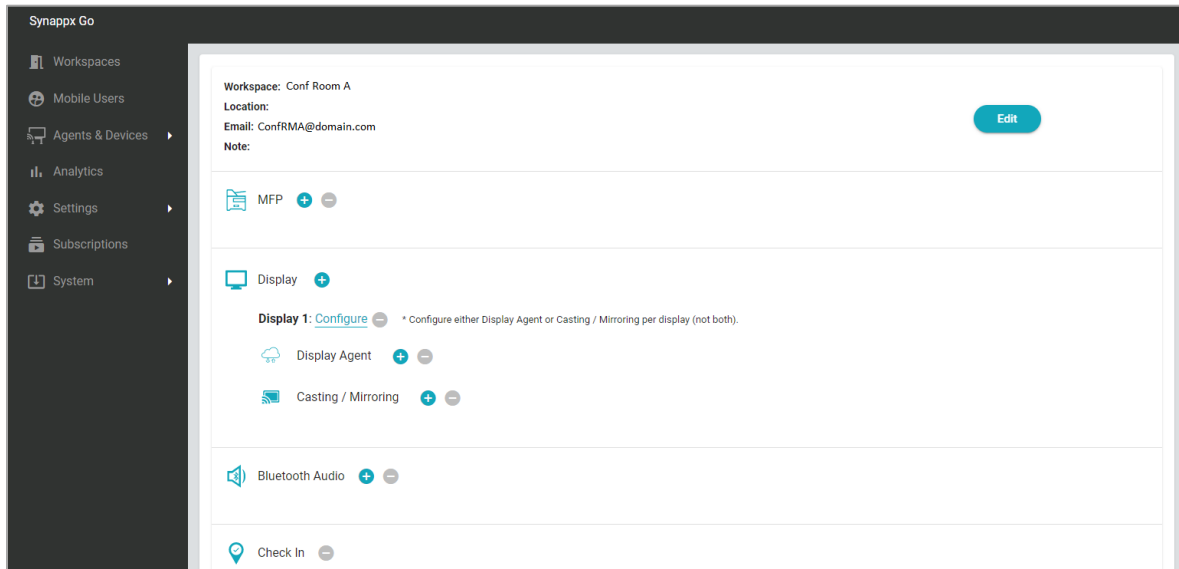 Synappx Go
Workspaces
Mobile Users
Agents & Devices
Analytics
Settings
Subscriptions
System
Workspace: Conf Room A
Location:
Email: ConfRMA@domain.com
Note:
Edit
MFP
Display
Display 1: Configure * Configure either Display Agent or Casting / Mirroring per display (not both).
Display Agent
Casting / Mirroring
Bluetooth Audio
Check In